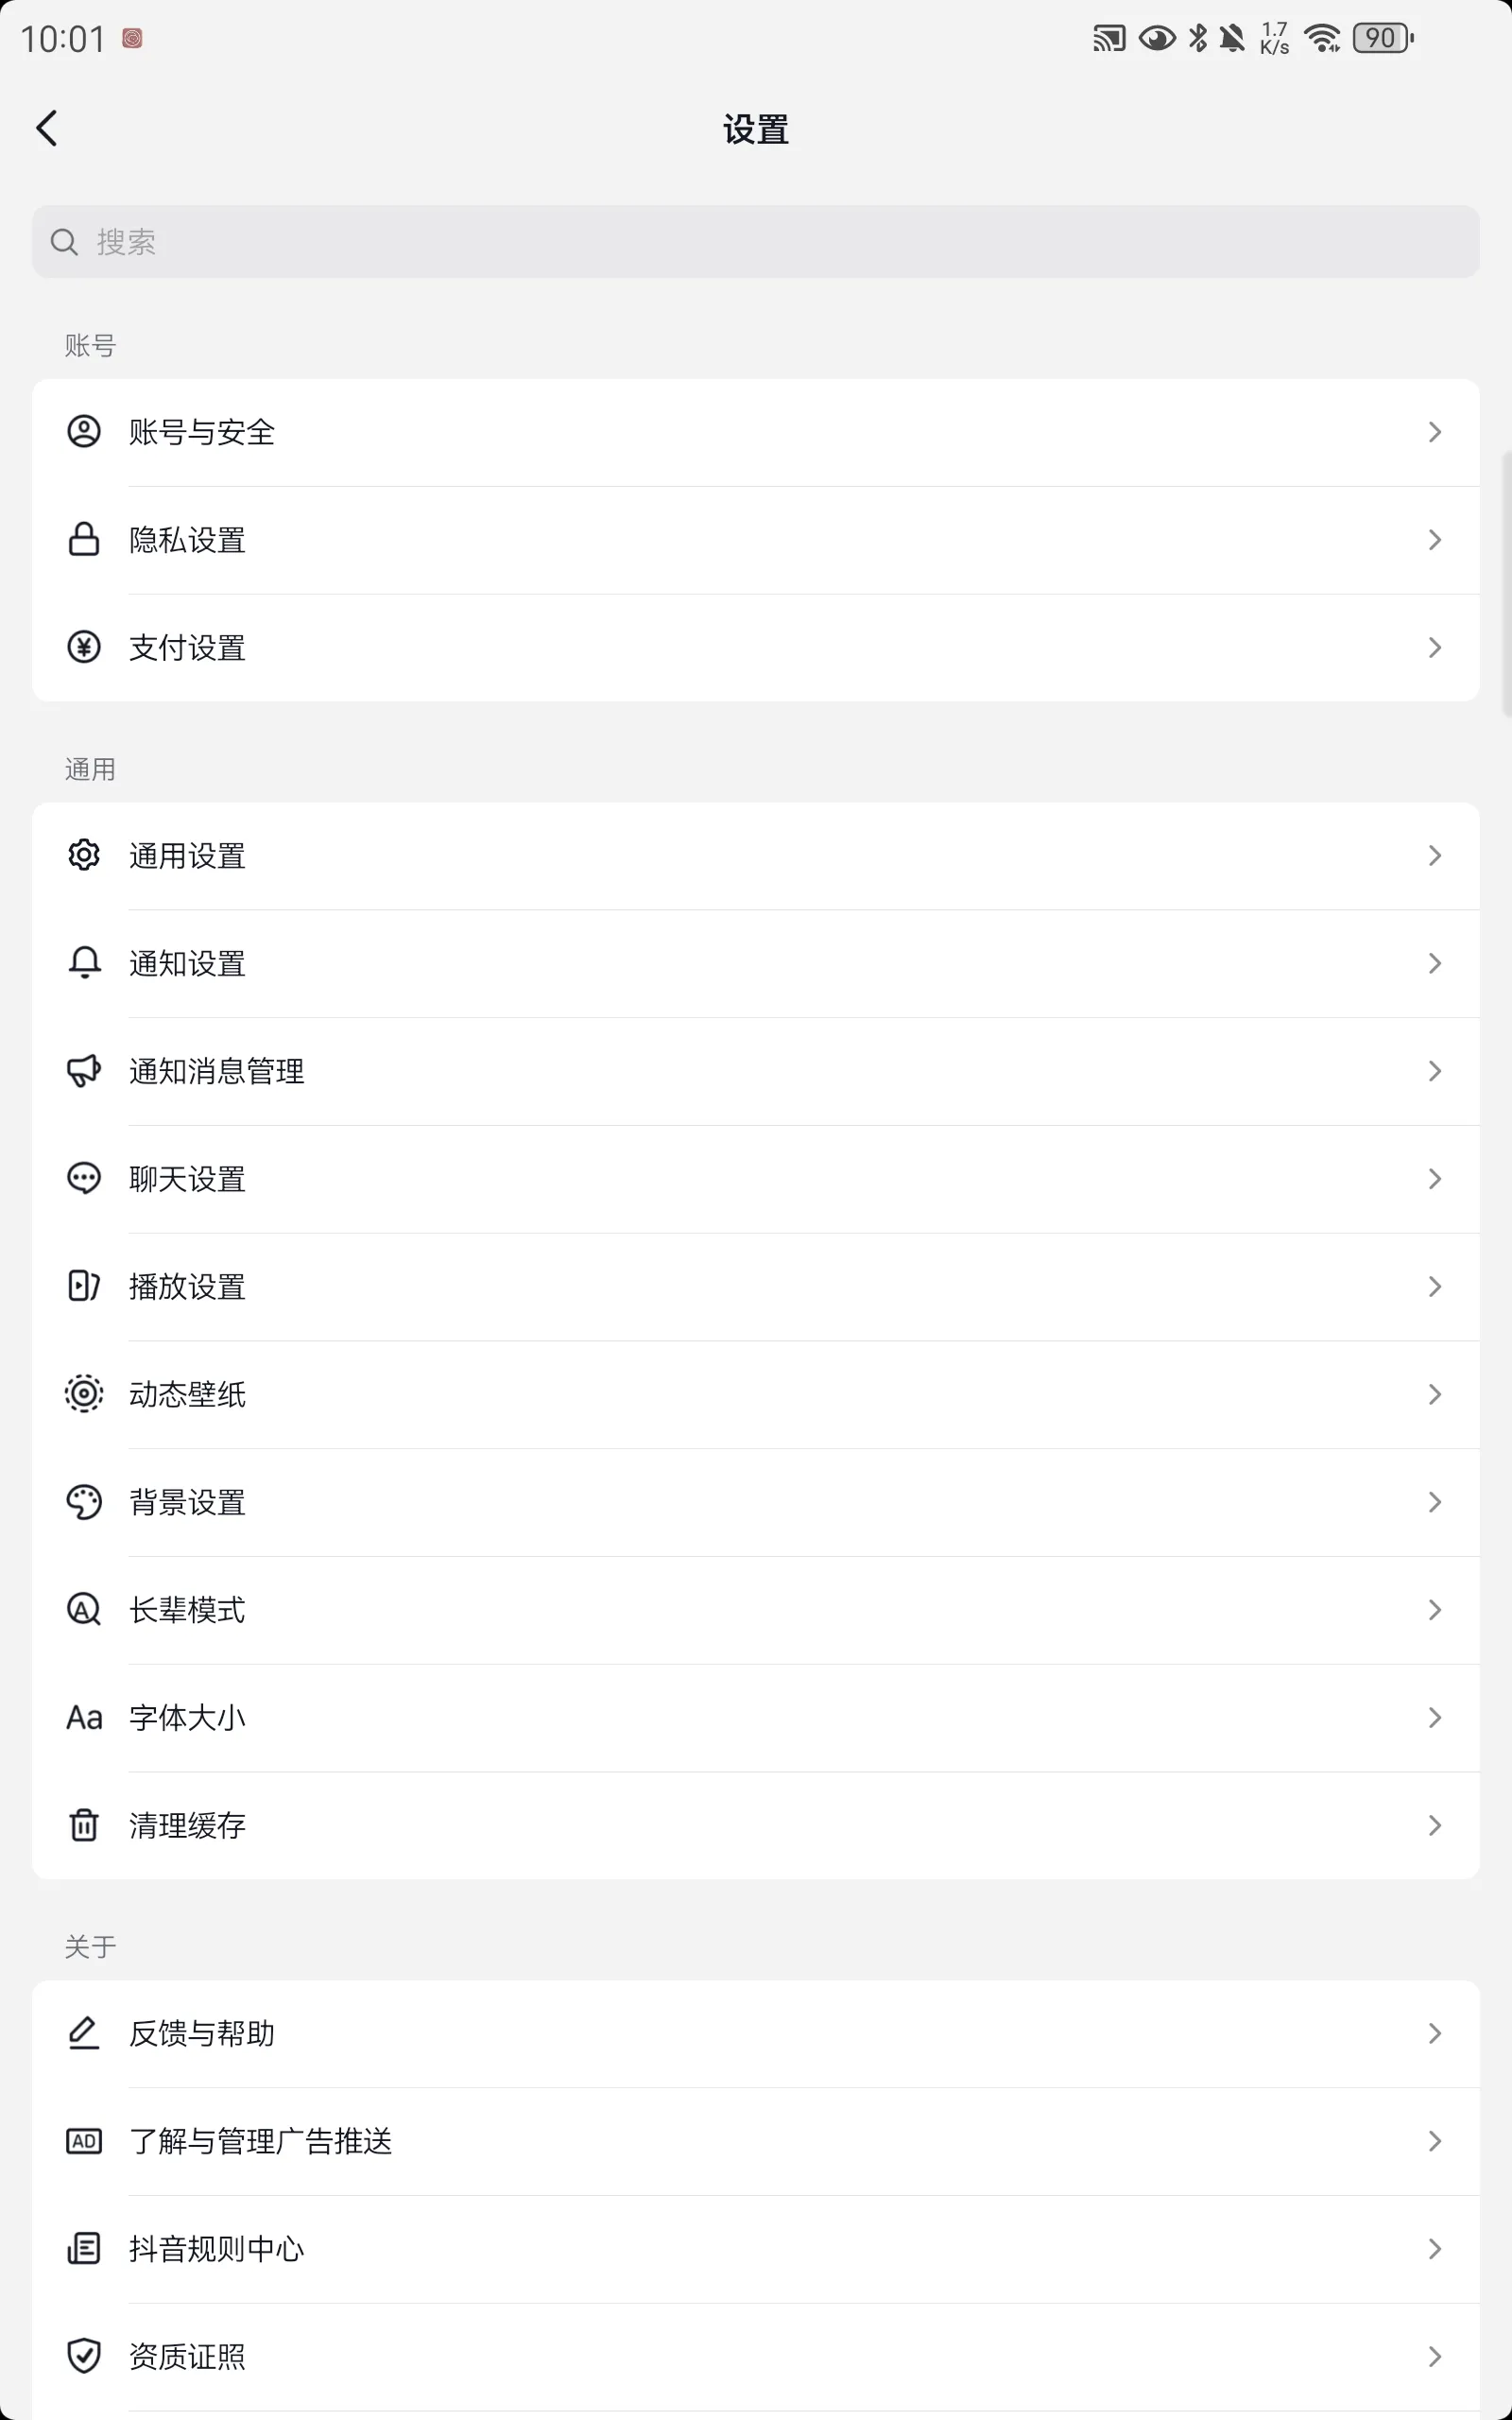 10:01
1.7
K/s
90
设置
搜索
账号
账号与安全
隐私设置
支付设置
通用
通用设置
通知设置
通知消息管理
聊天设置
播放设置
动态壁纸
背景设置
A 长辈模式
Aa 字体大小
清理缓存
关于
反馈与帮助
AD 了解与管理广告推送
抖音规则中心
资质证照